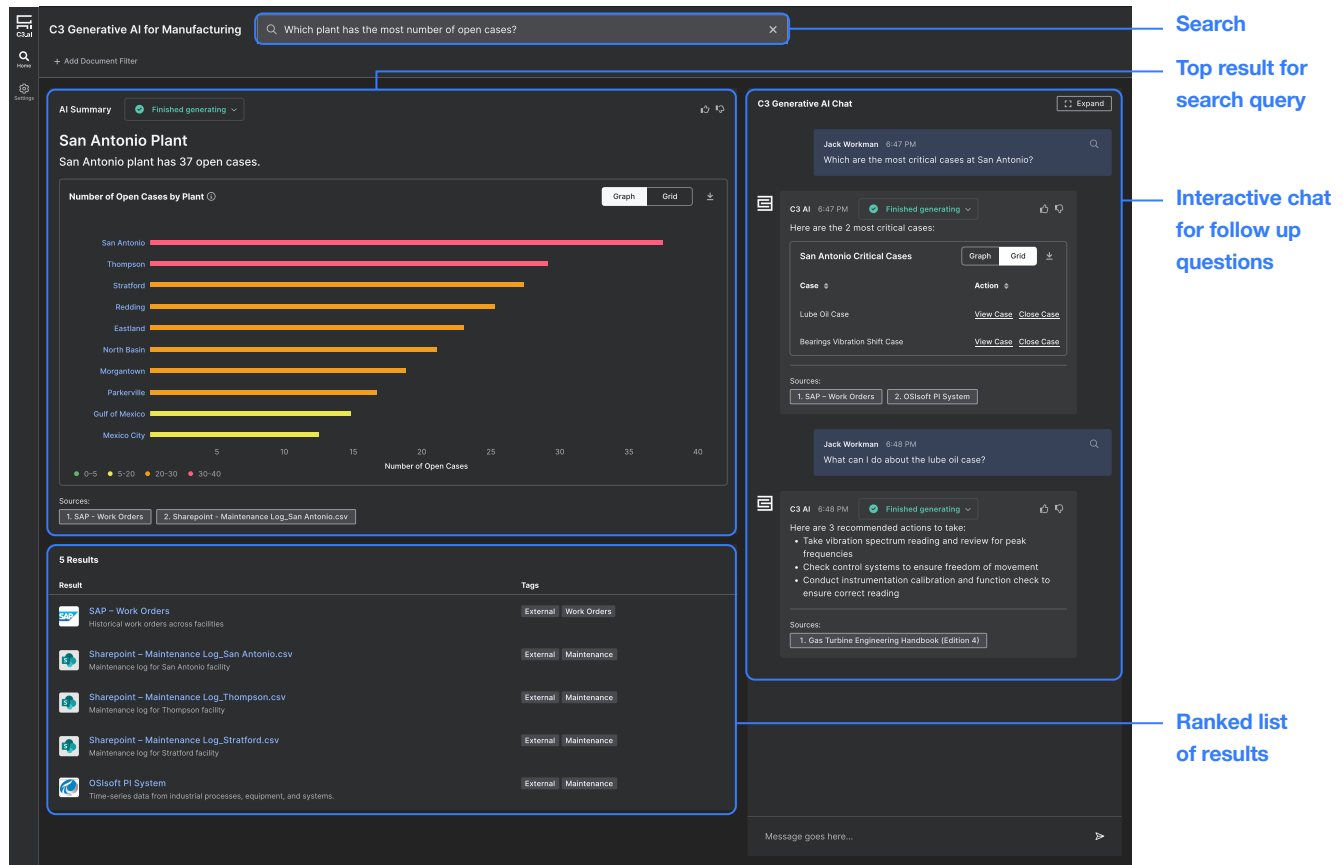 C3.ai
Home
Settings
C3 Generative AI for Manufacturing
Which plant has the most number of open cases?
+ Add Document Filter
AI Summary
Finished generating
San Antonio Plant
San Antonio plant has 37 open cases.
Number of Open Cases by Plant
Graph Grid
San Antonio
Thompson
Stratford
Redding
Eastland
North Basin
Morgantown
Parkerville
Gulf of Mexico
Mexico City
5 10 15 20 25 30 35 40
Number of Open Cases
0-5 5-20 20-30 30-40
Sources:
1. SAP - Work Orders 2. Sharepoint - Maintenance Log_San Antonio.csv
5 Results
Result Tags
SAP – Work Orders
Historical work orders across facilities
External Work Orders
Sharepoint – Maintenance Log_San Antonio.csv
Maintenance log for San Antonio facility
External Maintenance
Sharepoint – Maintenance Log_Thompson.csv
Maintenance log for Thompson facility
External Maintenance
Sharepoint – Maintenance Log_Stratford.csv
Maintenance log for Stratford facility
External Maintenance
OSIsoft PI System
Time-series data from industrial processes, equipment, and systems.
External Maintenance
C3 Generative AI Chat
Expand
Jack Workman 6:47 PM
Which are the most critical cases at San Antonio?
C3 AI 6:47 PM Finished generating
Here are the 2 most critical cases:
San Antonio Critical Cases
Graph Grid
Case Action
Lube Oil Case View Case Close Case
Bearings Vibration Shift Case View Case Close Case
Sources:
1. SAP – Work Orders 2. OSIsoft PI System
Jack Workman 6:48 PM
What can I do about the lube oil case?
C3 AI 6:48 PM Finished generating
Here are 3 recommended actions to take:
• Take vibration spectrum reading and review for peak
frequencies
• Check control systems to ensure freedom of movement
• Conduct instrumentation calibration and function check to
ensure correct reading
Sources:
1. Gas Turbine Engineering Handbook (Edition 4)
Message goes here...
Search
Top result for
search query
Interactive chat
for follow up
questions
Ranked list
of results